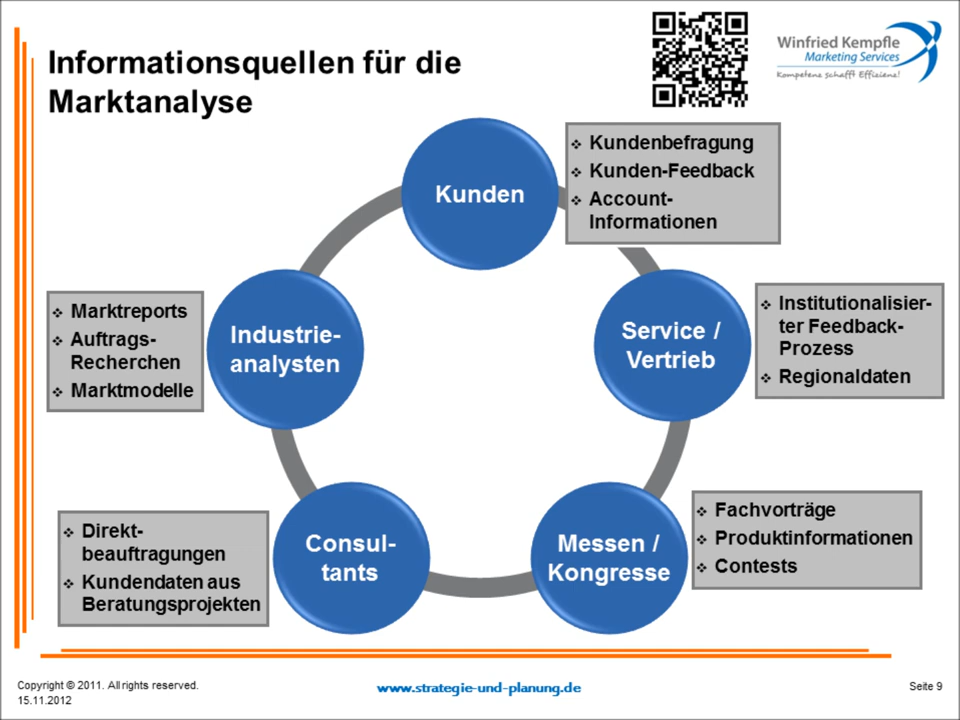 Informationsquellen für die
Marktanalyse
Winfried Kempfle
Marketing Services
Kompetenz schafft Effizienz!
Kunden
❖ Kundenbefragung
❖ Kunden-Feedback
❖ Account-
Informationen
Service /
Vertrieb
❖ Institutionalisier-
ter Feedback-
Prozess
❖ Regionaldaten
Messen /
Kongresse
❖ Fachvorträge
❖ Produktinformationen
❖ Contests
Consul-
tants
❖ Direkt-
beauftragungen
❖ Kundendaten aus
Beratungsprojekten
Industrie-
analysten
❖ Marktreports
❖ Auftrags-
Recherchen
❖ Marktmodelle
Copyright © 2011. All rights reserved.
15.11.2012
www.strategie-und-planung.de
Seite 9